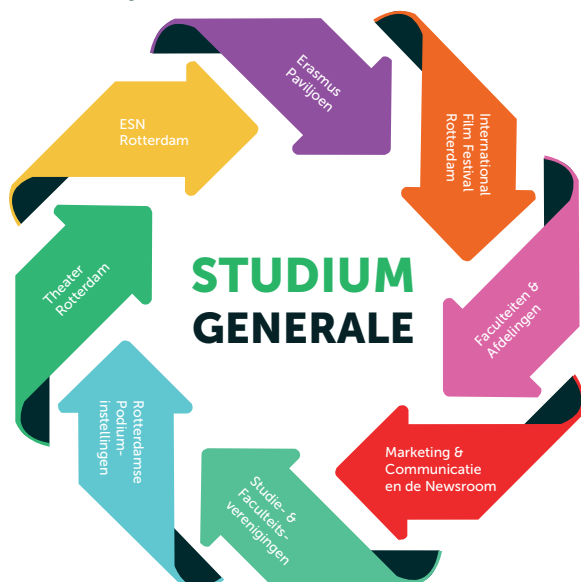 ESN
Rotterdam
Erasmus
Paviljoen
International
Film Festival
Rotterdam
Faculteiten &
Afdelingen
Marketing &
Communicatie
en de Newsroom
Studie- &
Faculteits-
verenigingen
Rotterdamse
Podium-
instellingen
Theater
Rotterdam
STUDIUM
GENERALE